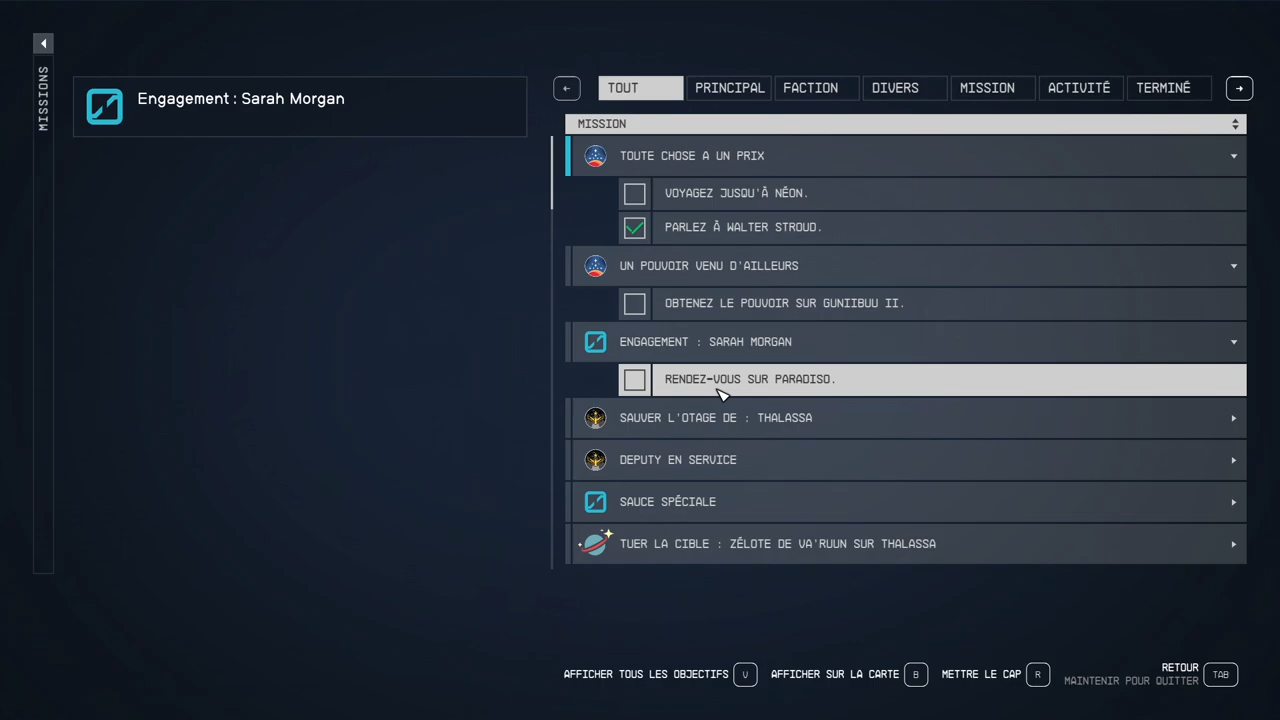 MISSIONS
Engagement : Sarah Morgan
TOUT
PRINCIPAL
FACTION
DIVERS
MISSION
ACTIVITÉ
TERMINÉ
MISSION
TOUTE CHOSE A UN PRIX
VOYAGEZ JUSQU'À NÉON.
PARLEZ À WALTER STROUD.
UN POUVOIR VENU D'AILLEURS
OBTENEZ LE POUVOIR SUR GUNIIBUU II.
ENGAGEMENT : SARAH MORGAN
RENDEZ-VOUS SUR PARADISO.
SAUVER L'OTAGE DE : THALASSA
DEPUTY EN SERVICE
SAUCE SPÉCIALE
TUER LA CIBLE : ZÉLOTE DE VA'RUUN SUR THALASSA
AFFICHER TOUS LES OBJECTIFS V
AFFICHER SUR LA CARTE B
METTRE LE CAP R
RETOUR
MAINTENIR POUR QUITTER
TAB